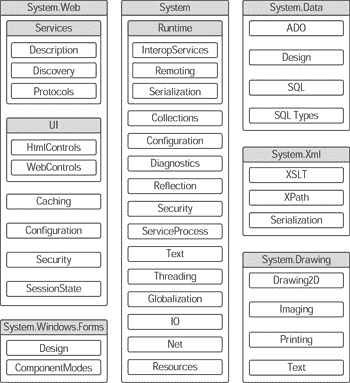 System.Web
Services
Description
Discovery
Protocols
UI
HtmlControls
WebControls
Caching
Configuration
Security
SessionState
System.Windows.Forms
Design
ComponentModes
System
Runtime
InteropServices
Remoting
Serialization
Collections
Configuration
Diagnostics
Reflection
Security
ServiceProcess
Text
Threading
Globalization
IO
Net
Resources
System.Data
ADO
Design
SQL
SQL Types
System.Xml
XSLT
XPath
Serialization
System.Drawing
Drawing2D
Imaging
Printing
Text